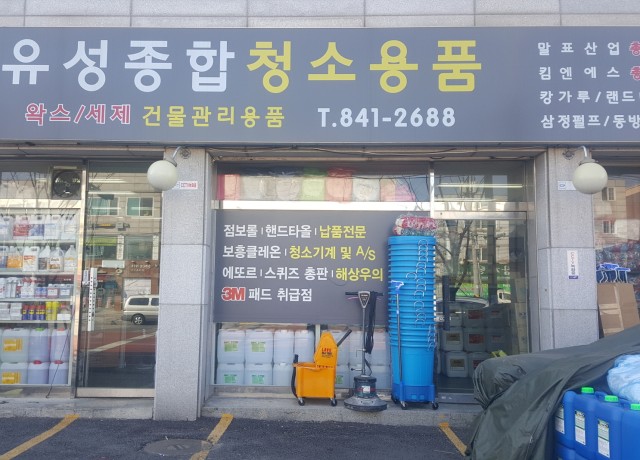 유성종합청소용품
왁스/세제 건물관리용품 T.841-2688
말표산업
킴엔에스
캉가루/랜드
삼정펄프/동방
점보롤 핸드타올 납품전문
보흥클레온 청소기계 및 A/S
에뜨르 스퀴즈 총판 해상우의
3M 패드 취급점